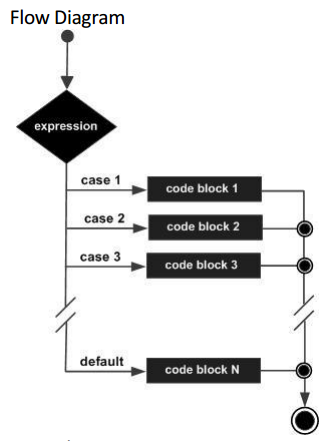 Flow Diagram
expression
case 1
code block 1
case 2
code block 2
case 3
code block 3
default
code block N